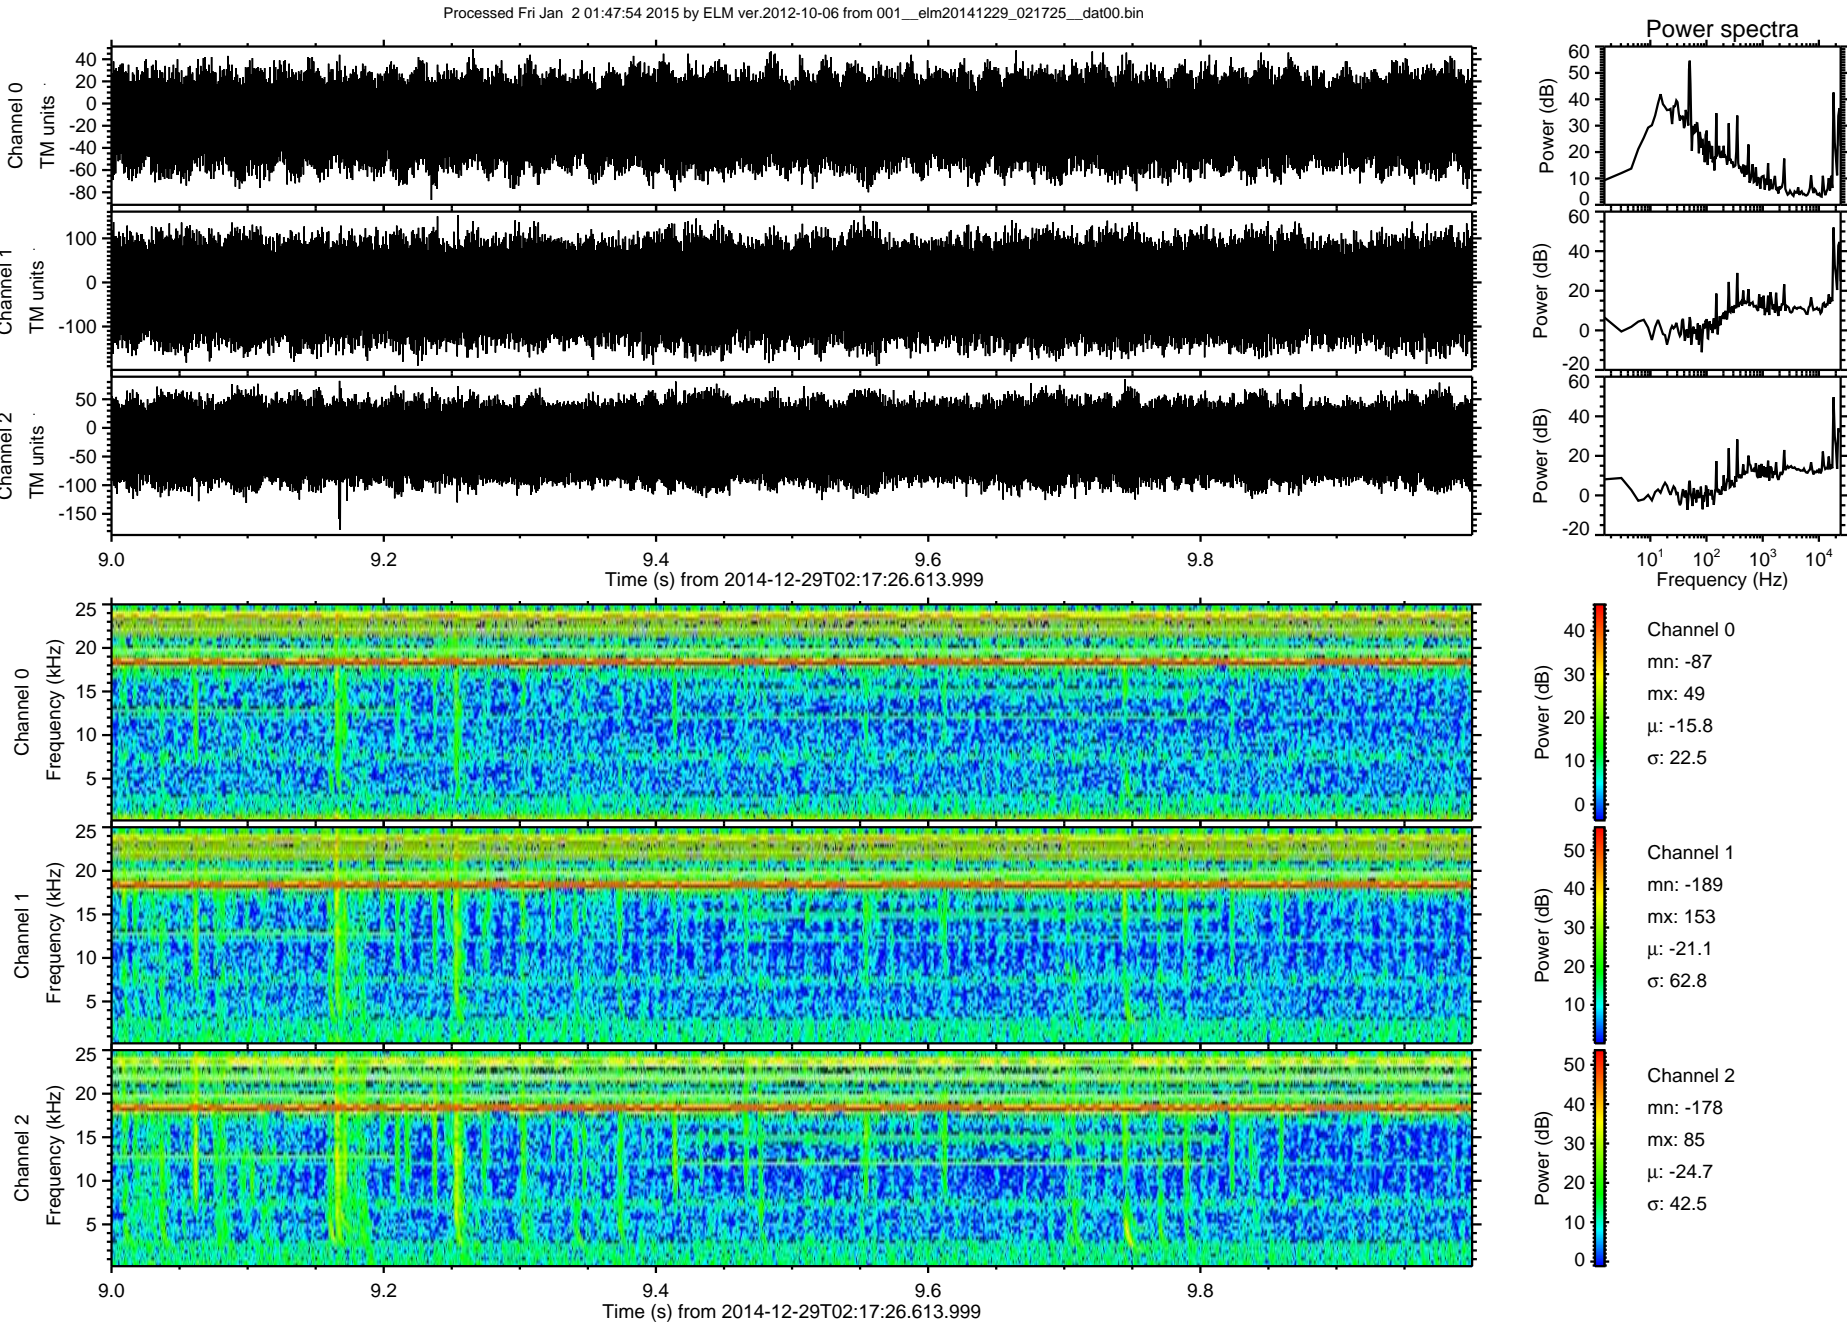 Processed Fri Jan  2 01:47:54 2015 by ELM ver.2012-10-06 from 001__elm20141229_021725__dat00.bin
Power spectra
Channel 0
TM units
40
20
0
-20
-40
-60
-80
Power (dB)
60
50
40
30
20
10
0
Channel 1
TM units
100
0
-100
Power (dB)
60
40
20
0
-20
Channel 2
TM units
50
0
-50
-100
-150
Power (dB)
60
40
20
0
-20
9.0 9.2 9.4 9.6 9.8
Time (s) from 2014-12-29T02:17:26.613.999
10^1 10^2 10^3 10^4
Frequency (Hz)
Channel 0
Frequency (kHz)
25
20
15
10
5
Power (dB)
40
30
20
10
0
Channel 0
mn: -87
mx: 49
μ: -15.8
σ: 22.5
Channel 1
Frequency (kHz)
25
20
15
10
5
Power (dB)
50
40
30
20
10
Channel 1
mn: -189
mx: 153
μ: -21.1
σ: 62.8
Channel 2
Frequency (kHz)
25
20
15
10
5
Power (dB)
50
40
30
20
10
0
Channel 2
mn: -178
mx: 85
μ: -24.7
σ: 42.5
9.0 9.2 9.4 9.6 9.8
Time (s) from 2014-12-29T02:17:26.613.999